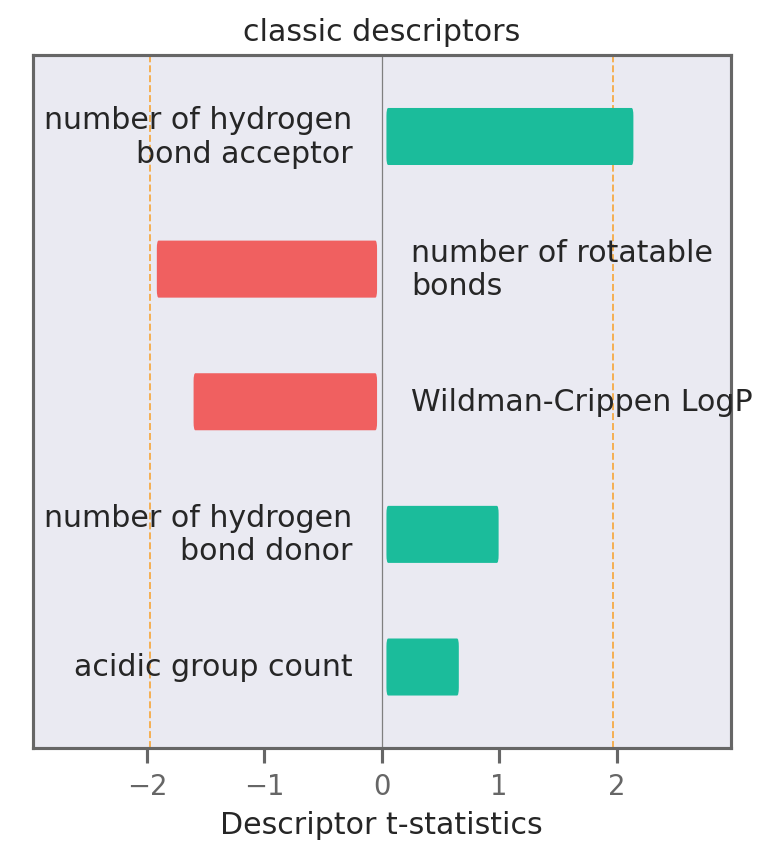 classic descriptors
number of hydrogen
bond acceptor
number of rotatable
bonds
Wildman-Crippen LogP
number of hydrogen
bond donor
acidic group count
−2 −1 0 1 2
Descriptor t-statistics